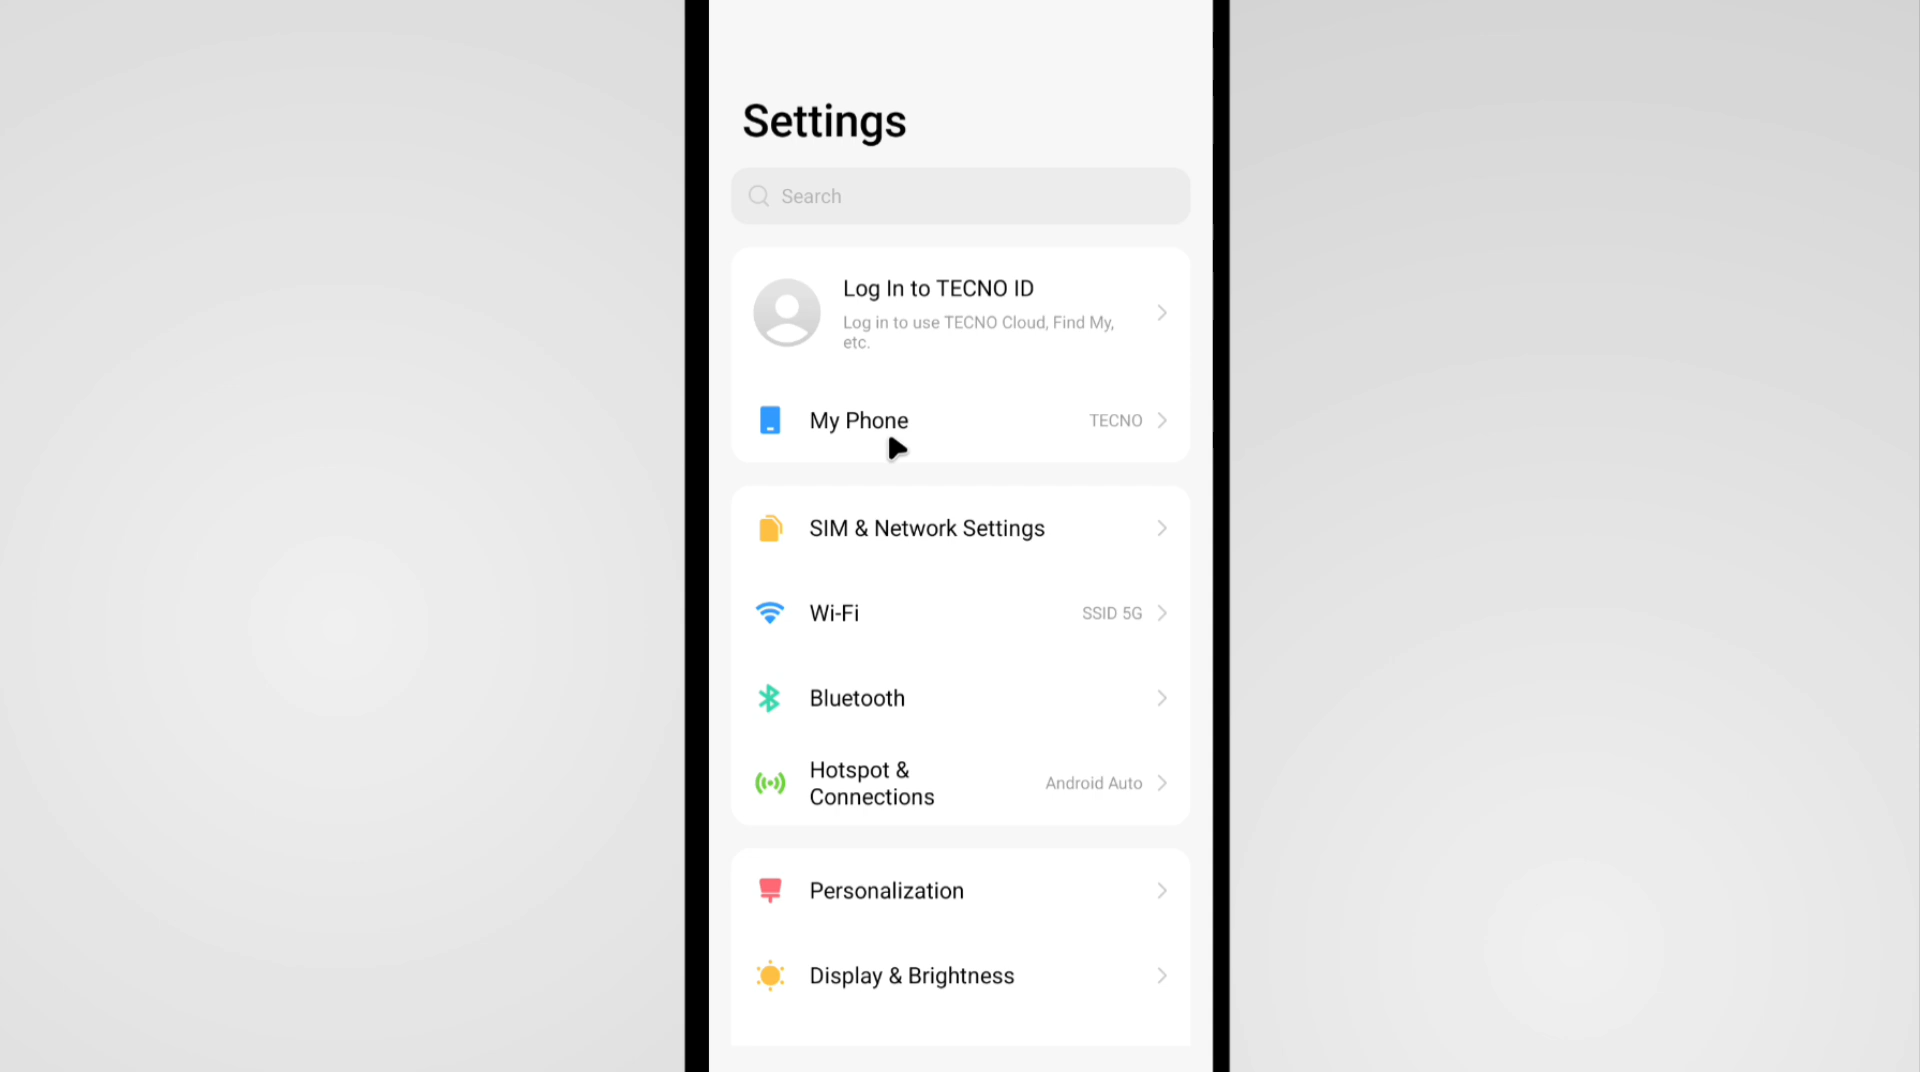 Settings
Search
Log In to TECNO ID
Log in to use TECNO Cloud, Find My,
etc.
My Phone
TECNO
SIM & Network Settings
Wi-Fi
SSID 5G
Bluetooth
Hotspot &
Connections
Android Auto
Personalization
Display & Brightness